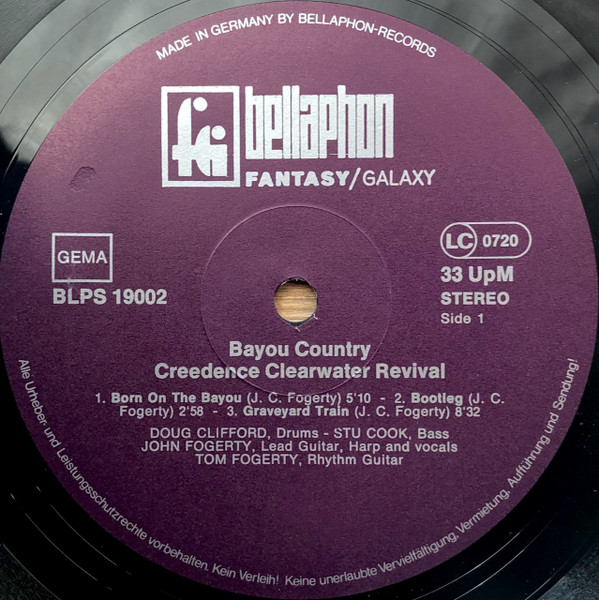 MADE IN GERMANY BY BELLAPHON-RECORDS
bellaphon
FANTASY/GALAXY
GEMA
LC 0720
BLPS 19002
33 UpM
STEREO
Side 1
Bayou Country
Creedence Clearwater Revival
1. Born On The Bayou (J. C. Fogerty) 5'10 - 2. Bootleg (J. C.
Fogerty) 2'58 - 3. Graveyard Train (J. C. Fogerty) 8'32
DOUG CLIFFORD, Drums - STU COOK, Bass
JOHN FOGERTY, Lead Guitar, Harp and vocals
TOM FOGERTY, Rhythm Guitar
Alle Urheber- und Leistungsschutzrechte vorbehalten. Kein Verleih! Keine unerlaubte Vervielfältigung, Vermietung, Aufführung und Sendung!